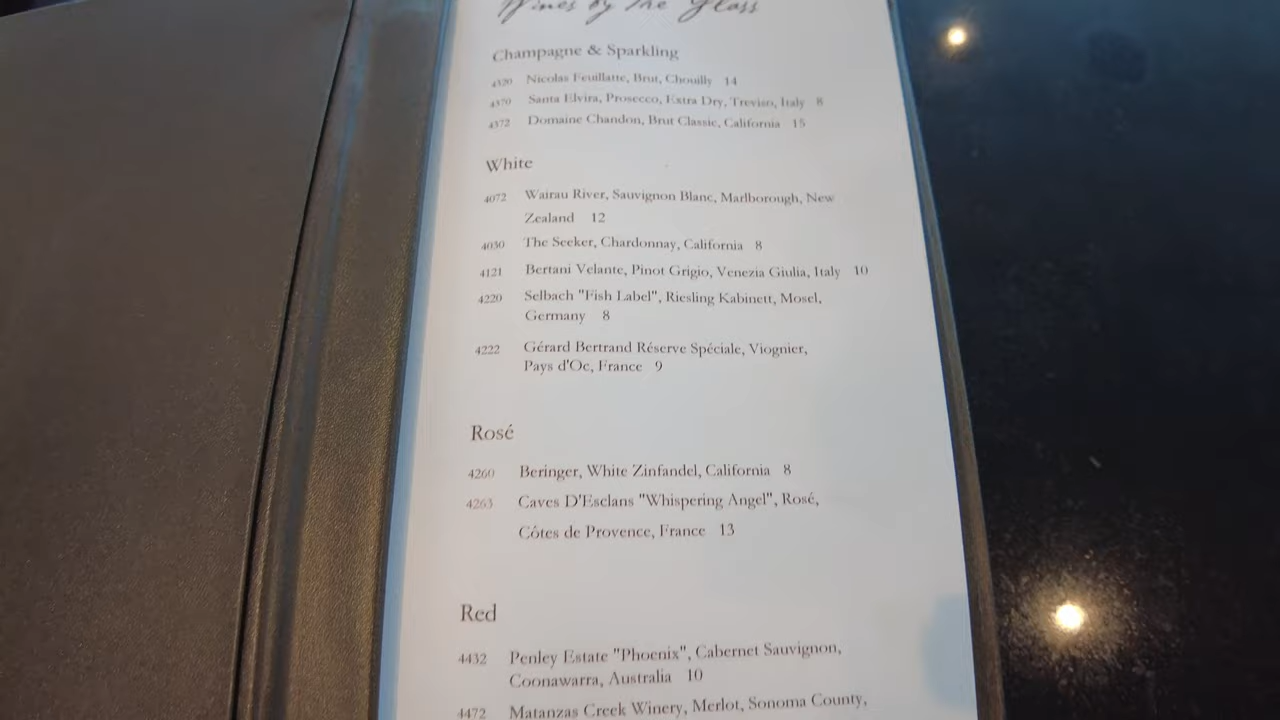 Wines by The Glass
Champagne & Sparkling
4320 Nicolas Feuillatte, Brut, Chouilly 14
4370 Santa Elvira, Prosecco, Extra Dry, Treviso, Italy 8
4372 Domaine Chandon, Brut Classic, California 15
White
4072 Wairau River, Sauvignon Blanc, Marlborough, New
Zealand 12
4030 The Seeker, Chardonnay, California 8
4121 Bertani Velante, Pinot Grigio, Venezia Giulia, Italy 10
4220 Selbach "Fish Label", Riesling Kabinett, Mosel,
Germany 8
4222 Gérard Bertrand Réserve Spéciale, Viognier,
Pays d'Oc, France 9
Rosé
4260 Beringer, White Zinfandel, California 8
4263 Caves D'Esclans "Whispering Angel", Rosé,
Côtes de Provence, France 13
Red
4432 Penley Estate "Phoenix", Cabernet Sauvignon,
Coonawarra, Australia 10
4472 Matanzas Creek Winery, Merlot, Sonoma County,